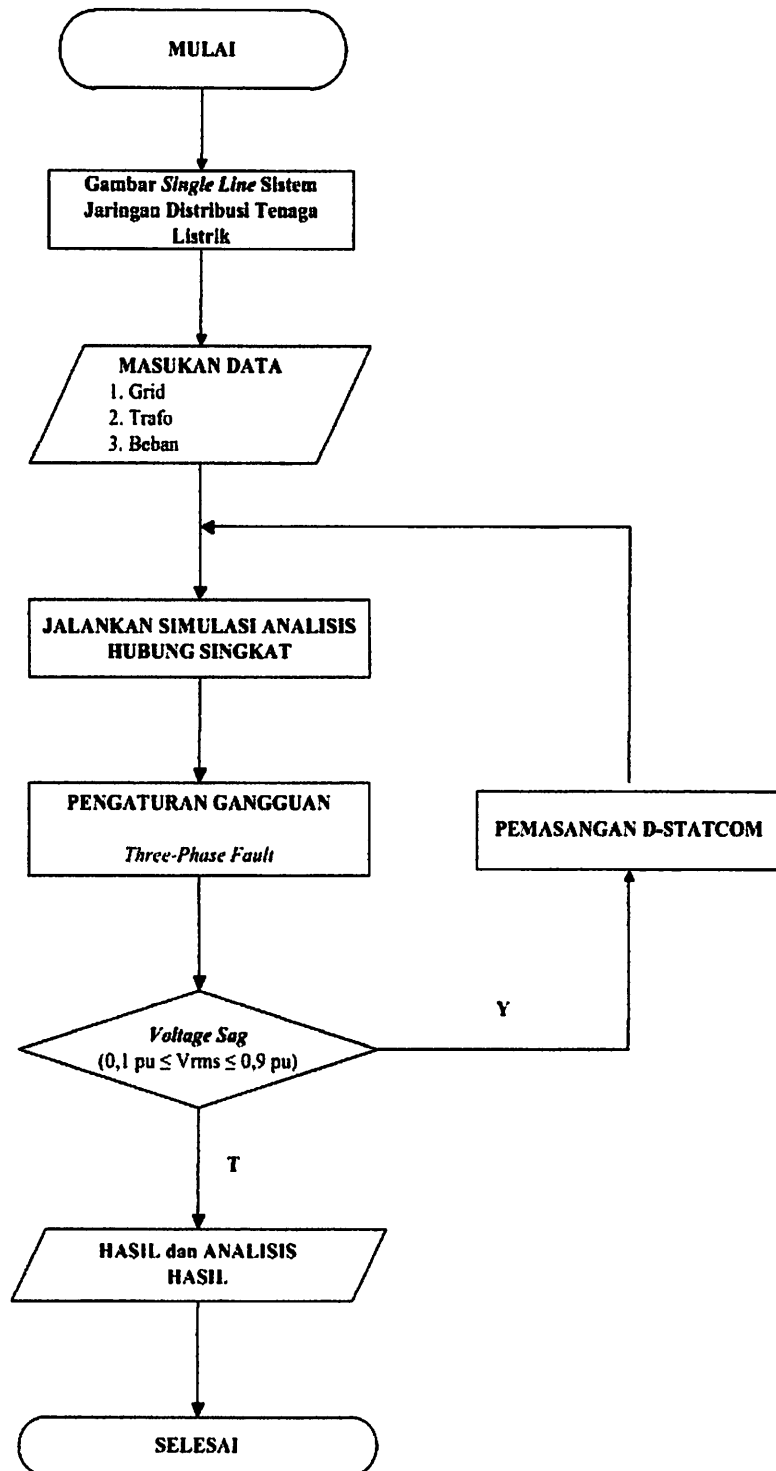 MULAI
Gambar Single Line Sistem
Jaringan Distribusi Tenaga
Listrik
MASUKAN DATA
1. Grid
2. Trafo
3. Beban
JALANKAN SIMULASI ANALISIS
HUBUNG SINGKAT
PENGATURAN GANGGUAN
Three-Phase Fault
PEMASANGAN D-STATCOM
Voltage Sag
(0,1 pu ≤ Vrms ≤ 0,9 pu)
Y
T
HASIL dan ANALISIS
HASIL
SELESAI